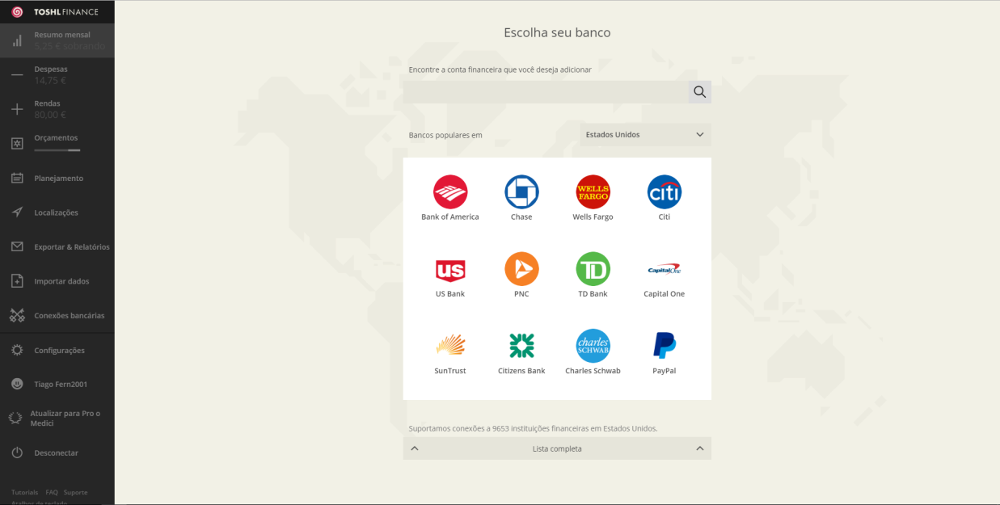 TOSHL FINANCE
Resumo mensal
5,25 € sobrando
Despesas
14,75 €
Rendas
80,00 €
Orçamentos
Planejamento
Localizações
Exportar & Relatórios
Importar dados
Conexões bancárias
Configurações
Tiago Fern2001
Atualizar para Pro o
Medici
Desconectar
Tutorials FAQ Suporte
Atalhos de teclado
Escolha seu banco
Encontre a conta financeira que você deseja adicionar
Bancos populares em
Estados Unidos
WELLS
FARGO
citi
Bank of America
Chase
Wells Fargo
Citi
us
TD
Capital One
US Bank
PNC
TD Bank
Capital One
charles
SCHWAB
SunTrust
Citizens Bank
Charles Schwab
PayPal
Suportamos conexões a 9653 instituições financeiras em Estados Unidos.
Lista completa